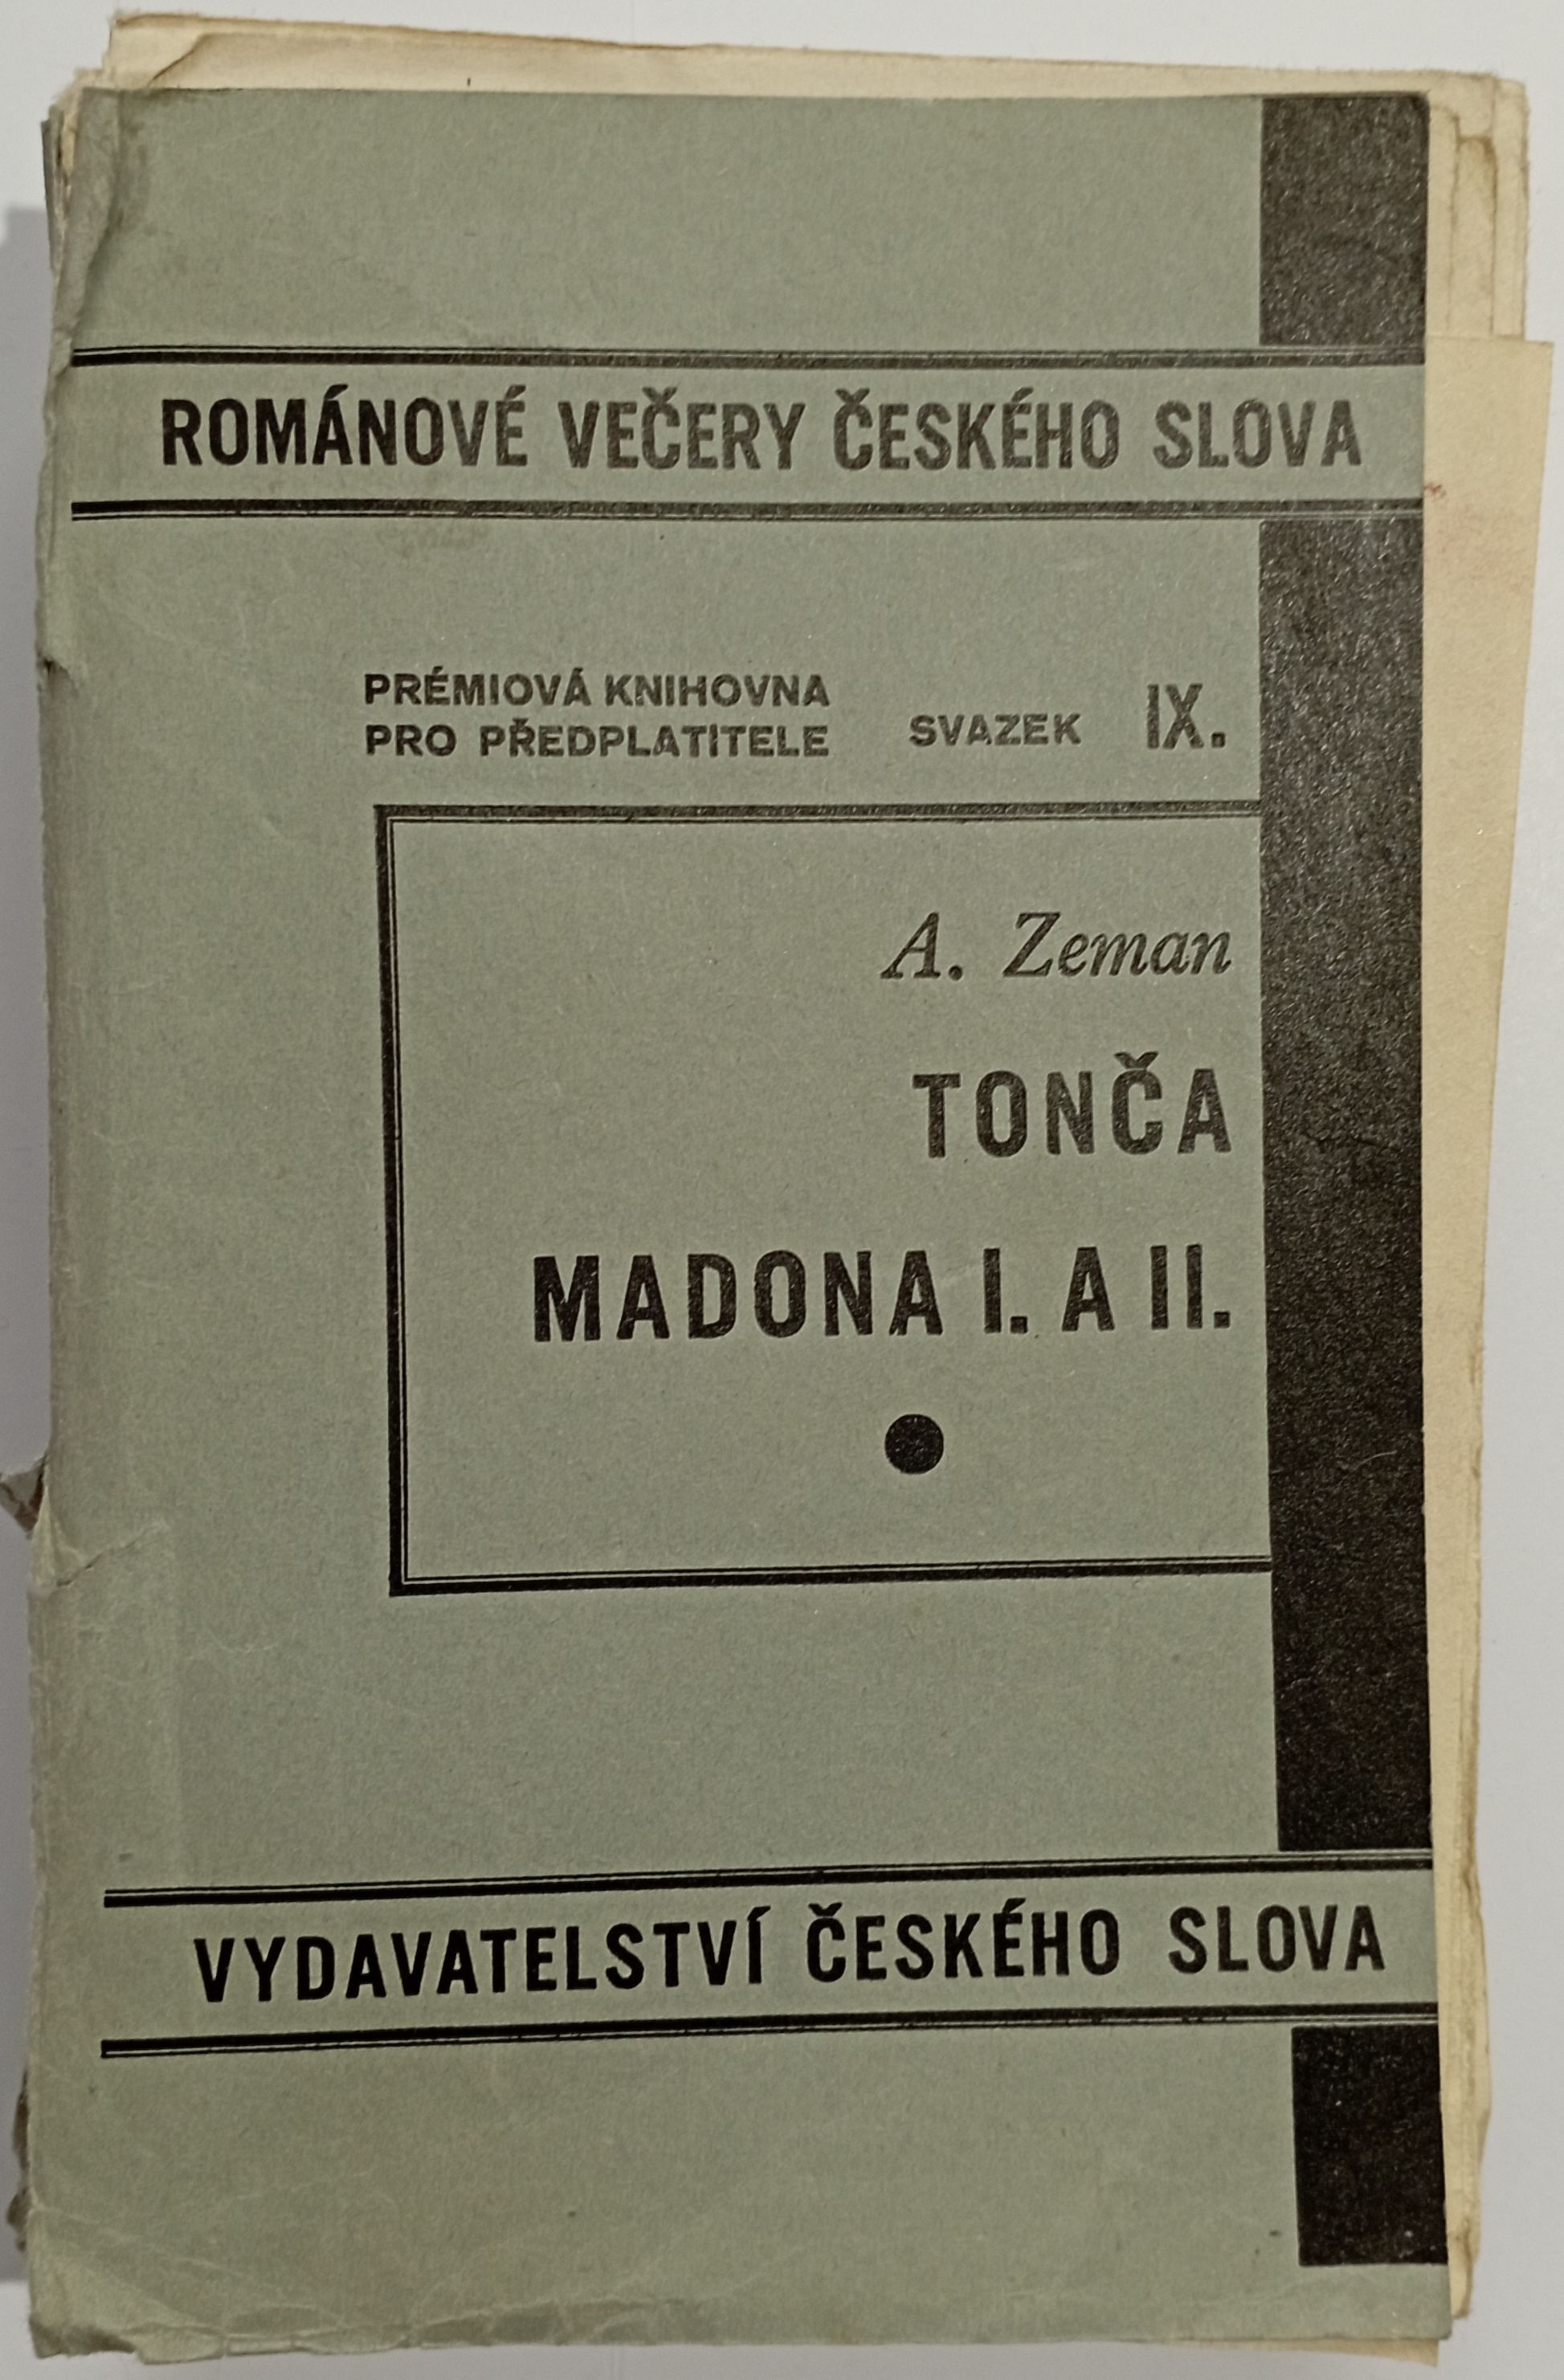 ROMÁNOVÉ VEČERY ČESKÉHO SLOVA
PRÉMIOVÁ KNIHOVNA
PRO PŘEDPLATITELE
SVAZEK IX.
A. Zeman
TONČA
MADONA I. A II.
VYDAVATELSTVÍ ČESKÉHO SLOVA